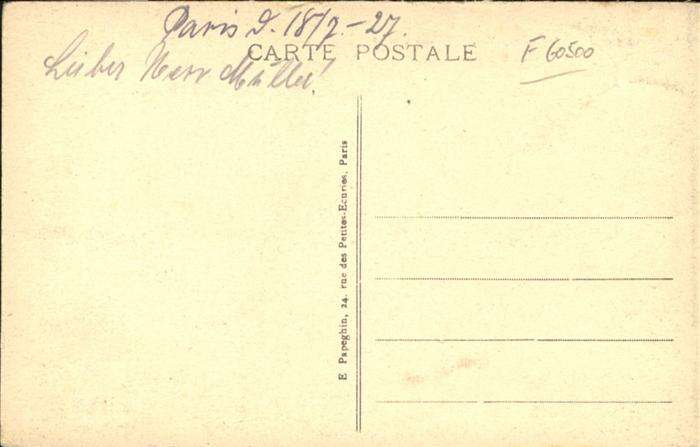 Paris d. 18/7.-27.
CARTE POSTALE
F 60500
Lieber Herr Müller!
E. Papeghin, 24, rue des Petites-Ecuries, Paris